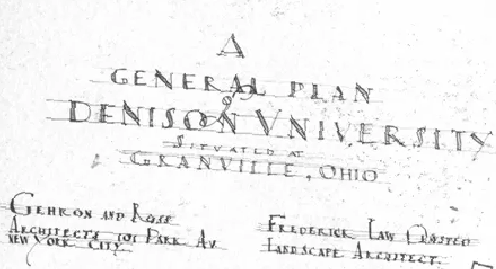 A
GENERAL PLAN
OF
DENISON VNIVERSITY
SITVATED AT
GRANVILLE, OHIO
GEHRON AND ROSS
ARCHITECTS 101 PARK AV
NEW YORK CITY
FREDERICK LAW OLMSTED
LANDSCAPE ARCHITECT